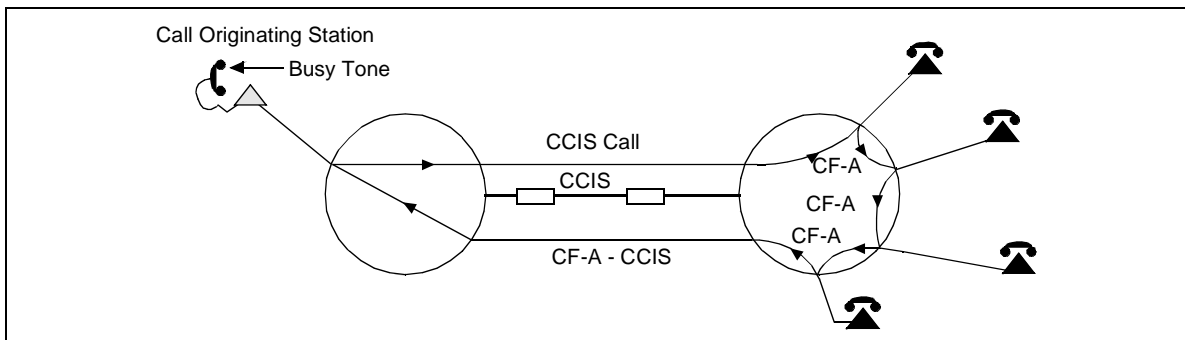 Call Originating Station
Busy Tone
CCIS Call
CF-A
CCIS
CF-A
CF-A
CF-A - CCIS